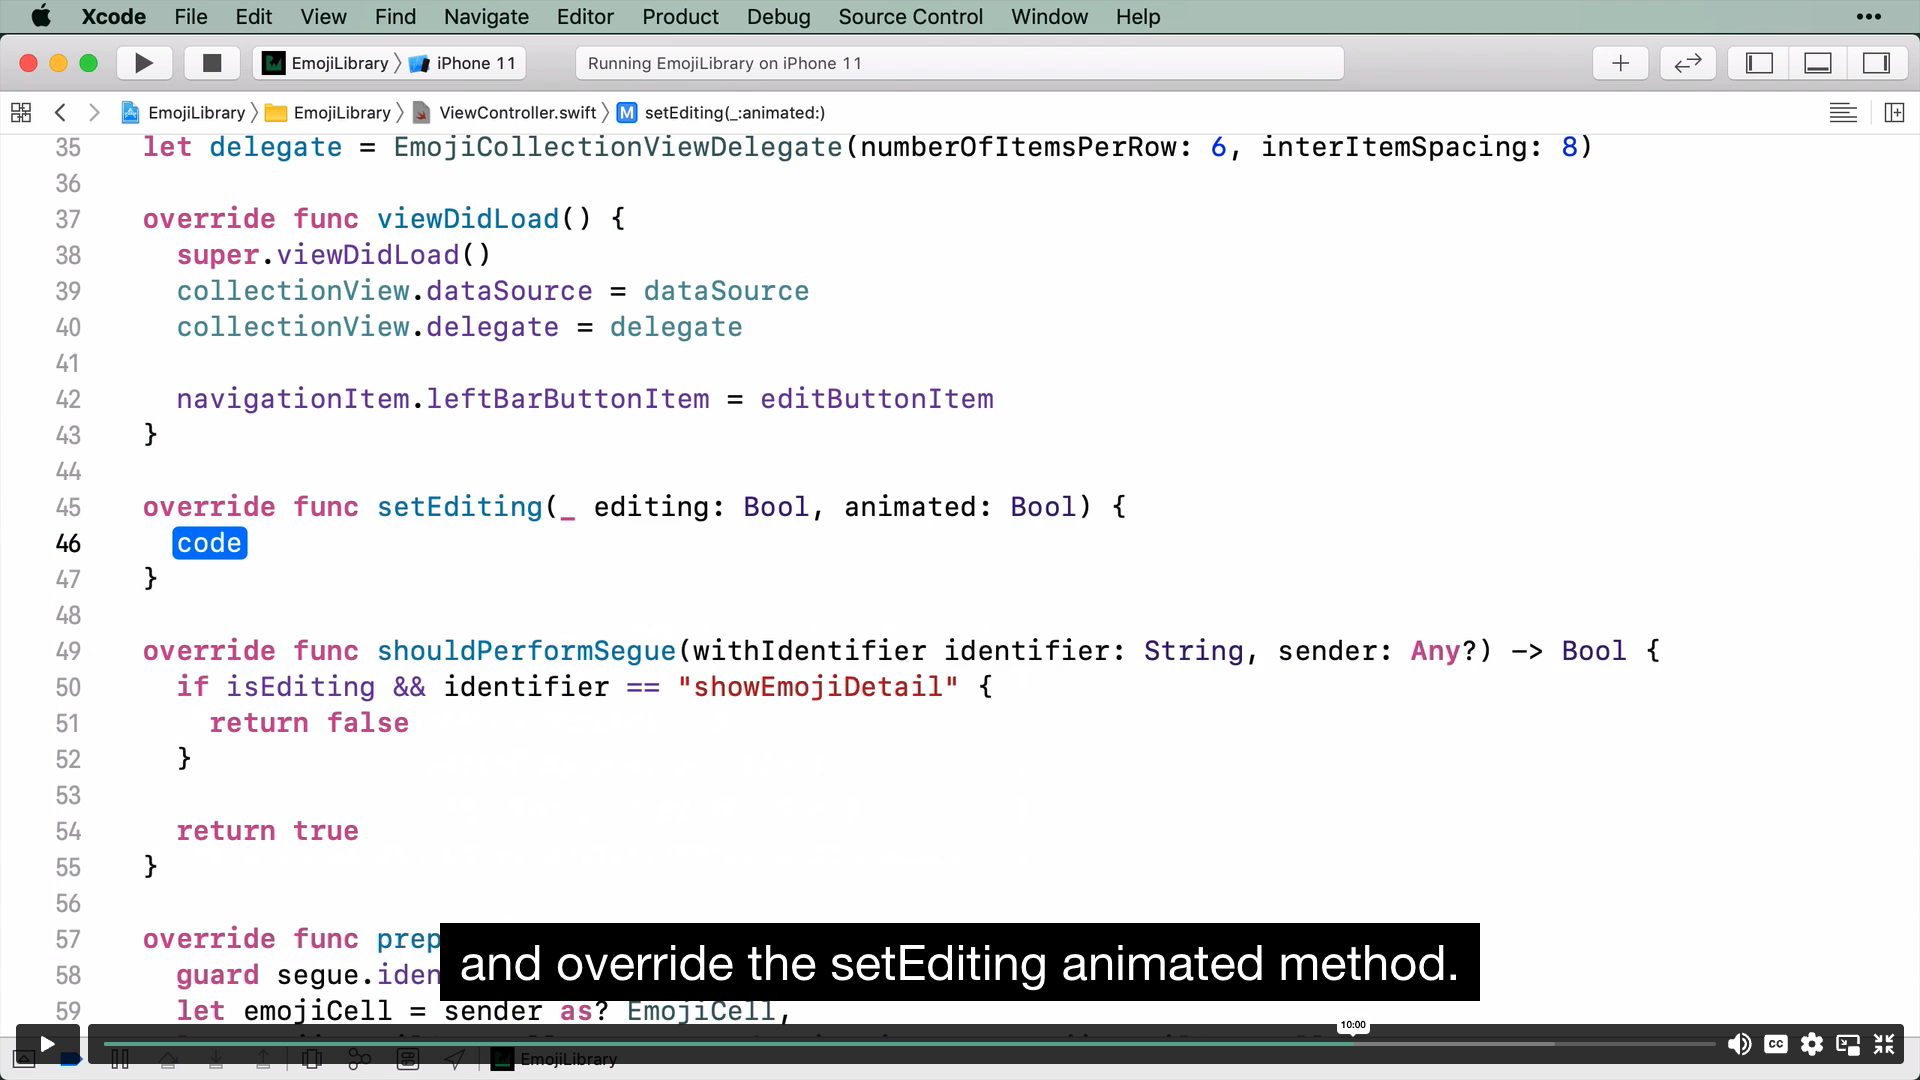 Xcode File Edit View Find Navigate Editor Product Debug Source Control Window Help
EmojiLibrary iPhone 11 Running EmojiLibrary on iPhone 11
EmojiLibrary EmojiLibrary ViewController.swift M setEditing(_:animated:)
35 let delegate = EmojiCollectionViewDelegate(numberOfItemsPerRow: 6, interItemSpacing: 8)
36
37 override func viewDidLoad() {
38 super.viewDidLoad()
39 collectionView.dataSource = dataSource
40 collectionView.delegate = delegate
41
42 navigationItem.leftBarButtonItem = editButtonItem
43 }
44
45 override func setEditing(_ editing: Bool, animated: Bool) {
46 code
47 }
48
49 override func shouldPerformSegue(withIdentifier identifier: String, sender: Any?) -> Bool {
50 if isEditing && identifier == "showEmojiDetail" {
51 return false
52 }
53
54 return true
55 }
56
57 override func prep
58 guard segue.iden
and override the setEditing animated method.
59 let emojiCell = sender as? EmojiCell,
10:00
CC
EmojiLibrary